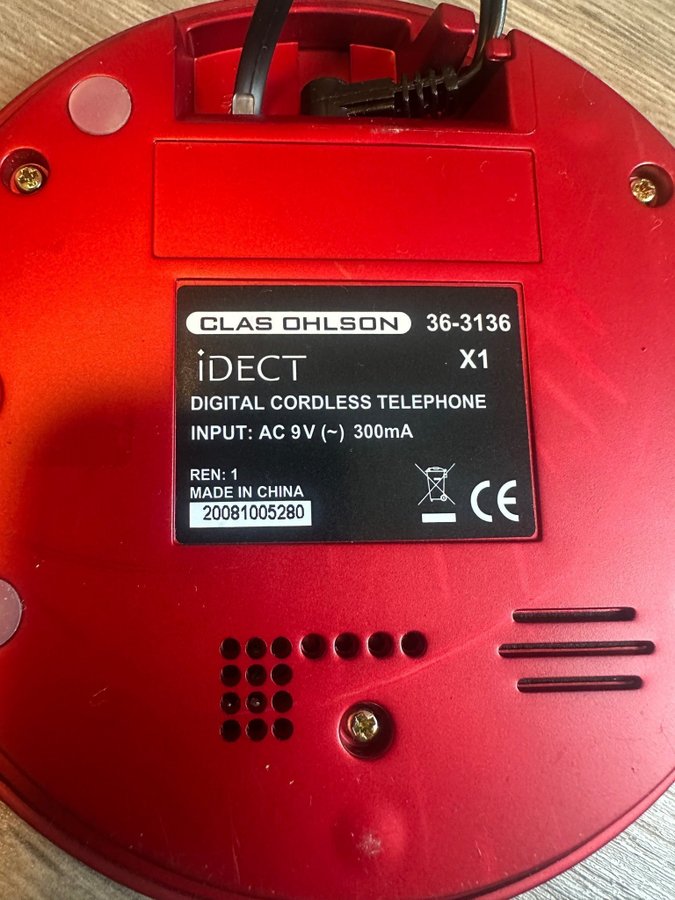 CLAS OHLSON 36-3136
iDECT X1
DIGITAL CORDLESS TELEPHONE
INPUT: AC 9V (~) 300mA
REN: 1
MADE IN CHINA
20081005280
CE